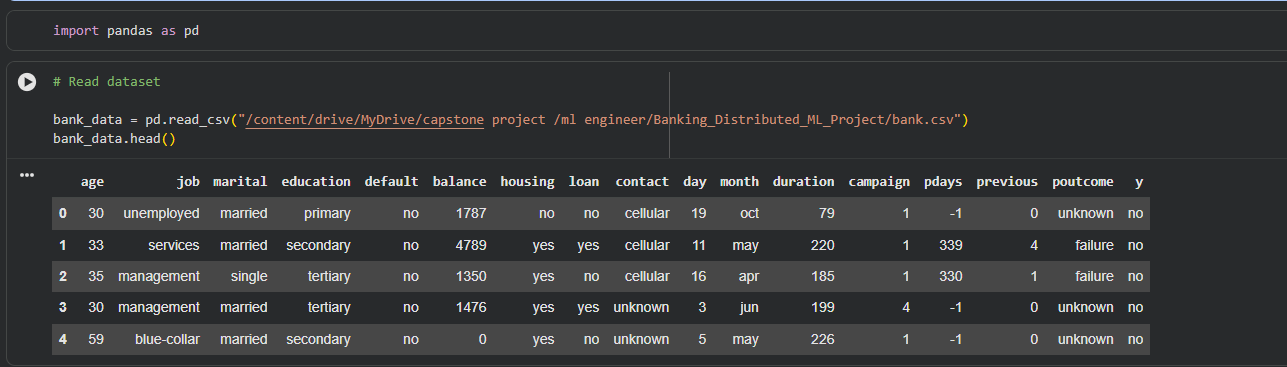 import pandas as pd
# Read dataset
bank_data = pd.read_csv("/content/drive/MyDrive/capstone project /ml engineer/Banking_Distributed_ML_Project/bank.csv")
bank_data.head()
age job marital education default balance housing loan contact day month duration campaign pdays previous poutcome y
0 30 unemployed married primary no 1787 no no cellular 19 oct 79 1 -1 0 unknown no
1 33 services married secondary no 4789 yes yes cellular 11 may 220 1 339 4 failure no
2 35 management single tertiary no 1350 yes no cellular 16 apr 185 1 330 1 failure no
3 30 management married tertiary no 1476 yes yes unknown 3 jun 199 4 -1 0 unknown no
4 59 blue-collar married secondary no 0 yes no unknown 5 may 226 1 -1 0 unknown no